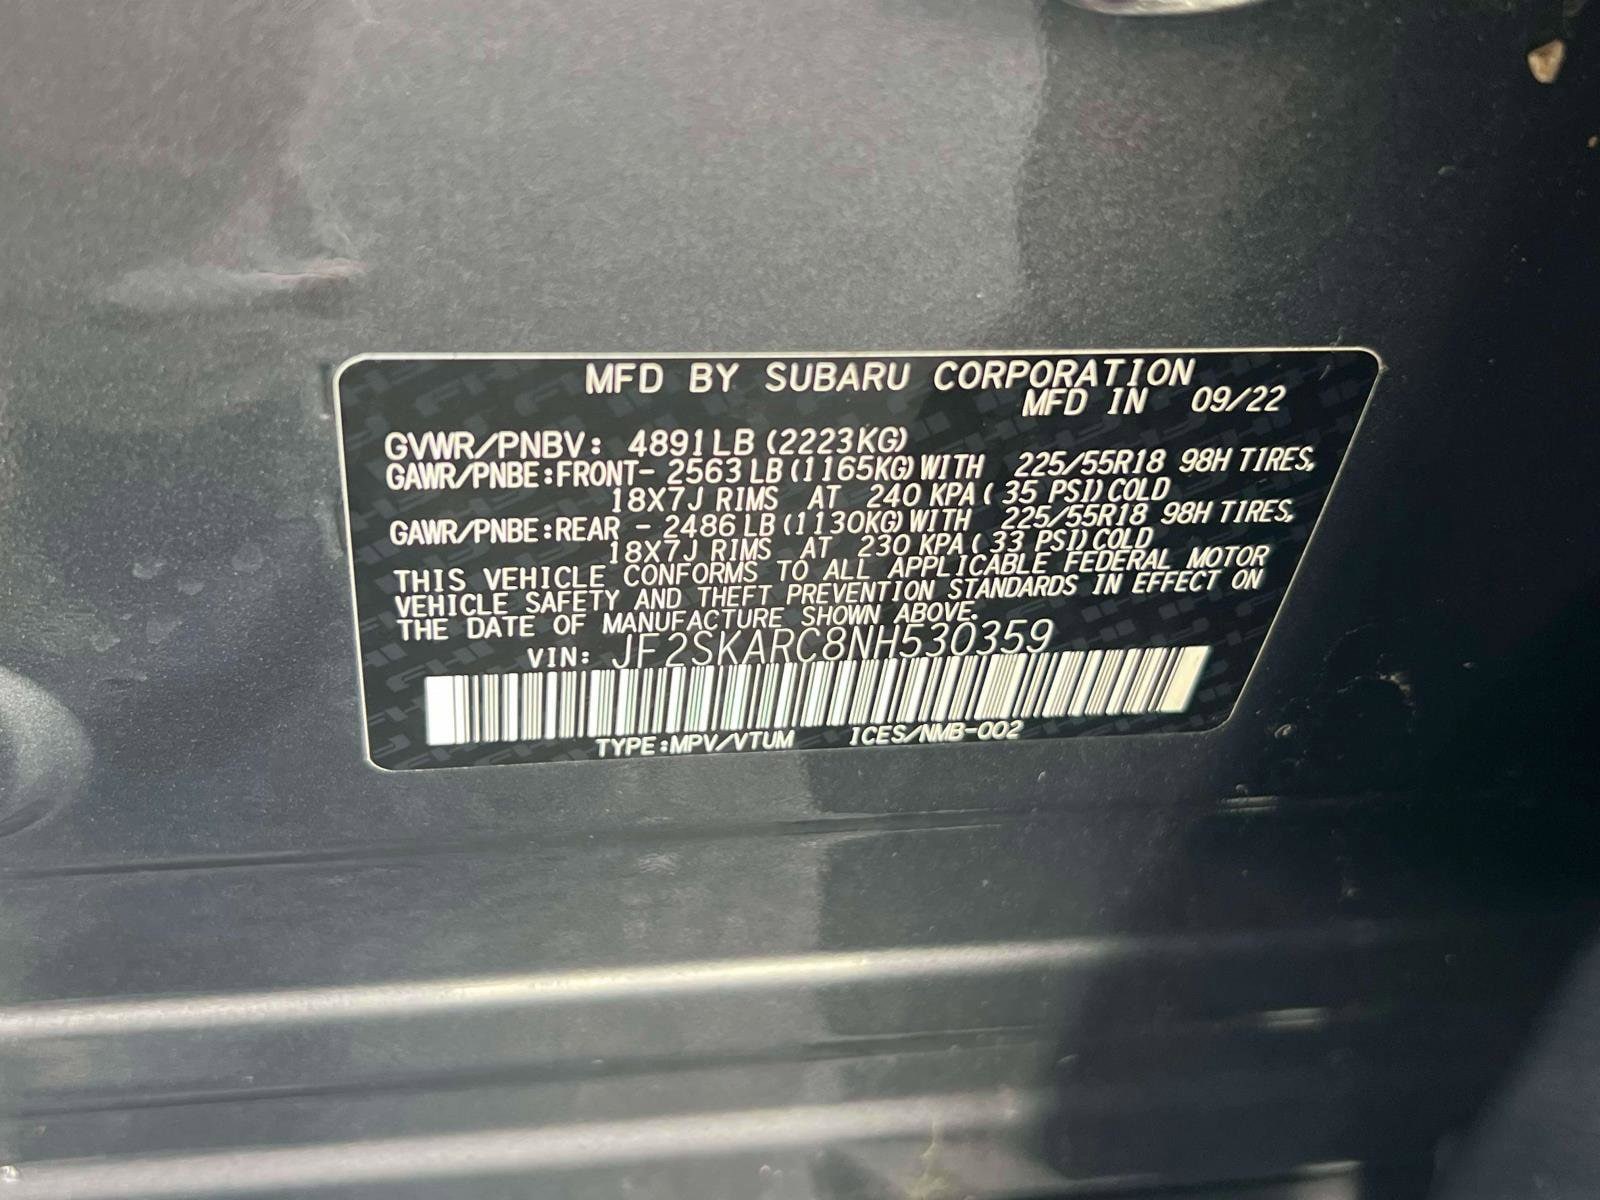 MFD BY SUBARU CORPORATION
MFD IN 09/22
GVWR/PNBV: 4891LB (2223KG)
GAWR/PNBE:FRONT- 2563LB(1165KG)WITH 225/55R18 98H TIRES,
18X7J RIMS AT 240 KPA( 35 PSI)COLD
GAWR/PNBE:REAR - 2486LB(1130KG)WITH 225/55R18 98H TIRES,
18X7J RIMS AT 230 KPA( 33 PSI)COLD
THIS VEHICLE CONFORMS TO ALL APPLICABLE FEDERAL MOTOR
VEHICLE SAFETY AND THEFT PREVENTION STANDARDS IN EFFECT ON
THE DATE OF MANUFACTURE SHOWN ABOVE.
VIN: JF2SKARC8NH530359
TYPE:MPV/VTUM ICES/NMB-002